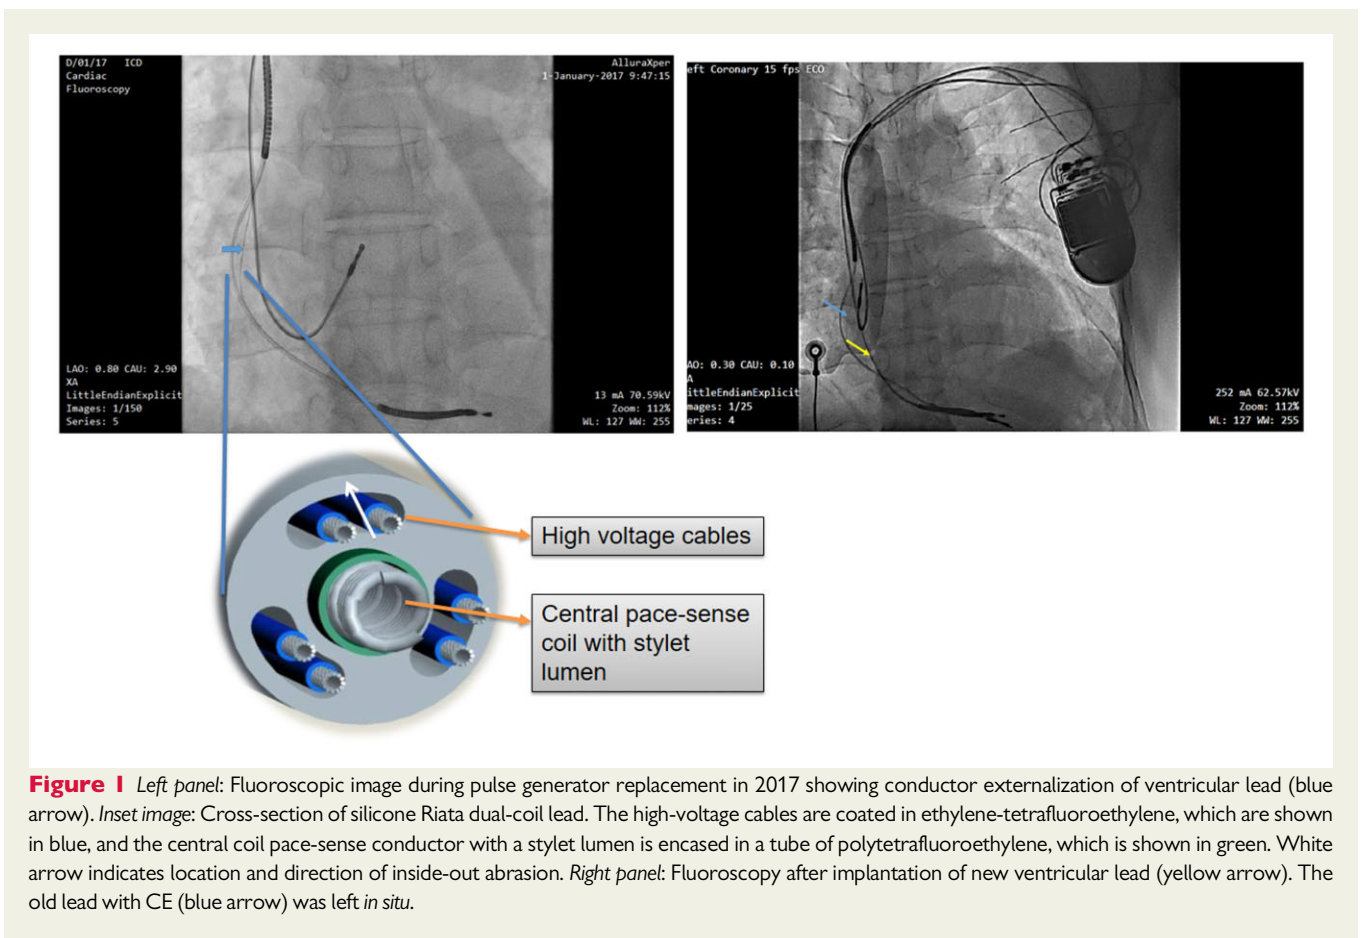 D/01/17 ICD
Cardiac
Fluoroscopy
AlluraXper
1-January-2017 9:47:15
LAO: 0.80 CAU: 2.90
XA
LittleEndianExplicit
Images: 1/150
Series: 5
13 mA 70.59kV
Zoom: 112%
WL: 127 WW: 255
eft Coronary 15 fps ECO
AO: 0.30 CAU: 0.10
A
ittleEndianExplicit
mages: 1/25
eries: 4
252 mA 62.57kV
Zoom: 112%
WL: 127 WW: 255
High voltage cables
Central pace-sense
coil with stylet
lumen
Figure 1 Left panel: Fluoroscopic image during pulse generator replacement in 2017 showing conductor externalization of ventricular lead (blue
arrow). Inset image: Cross-section of silicone Riata dual-coil lead. The high-voltage cables are coated in ethylene-tetrafluoroethylene, which are shown
in blue, and the central coil pace-sense conductor with a stylet lumen is encased in a tube of polytetrafluoroethylene, which is shown in green. White
arrow indicates location and direction of inside-out abrasion. Right panel: Fluoroscopy after implantation of new ventricular lead (yellow arrow). The
old lead with CE (blue arrow) was left in situ.